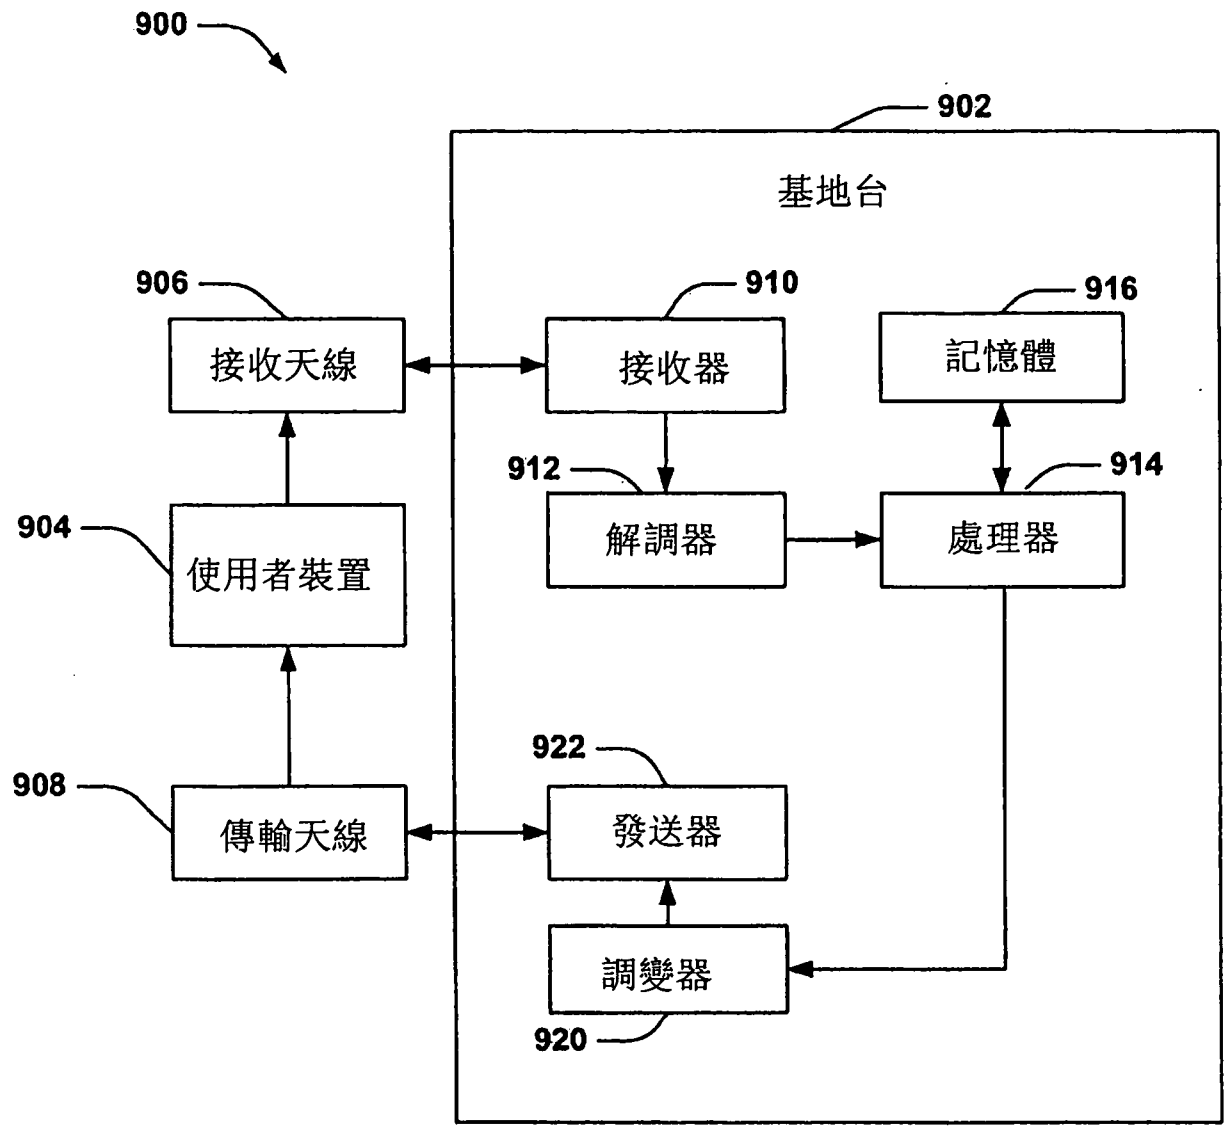 900
902
基地台
906
910
916
接收天線
接收器
記憶體
912
914
904
解調器
處理器
使用者裝置
922
908
傳輸天線
發送器
調變器
920